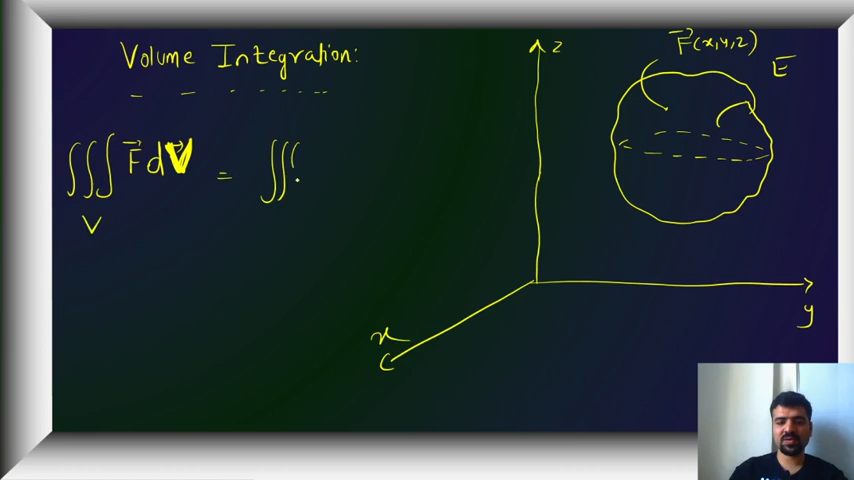 Volume Integration:
∭ F⃗ dV = ∭
V
F⃗(x,y,z)
E
z
y
x